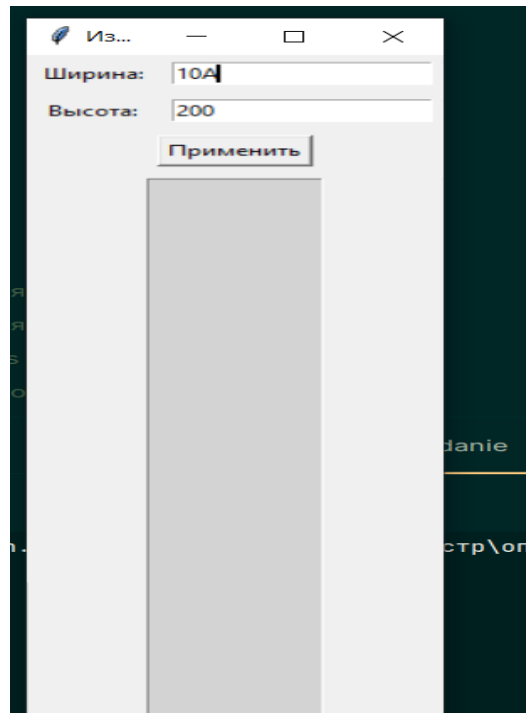 Из...
Ширина: 10А
Высота: 200
Применить
я
я
s
о
danie
n. стр\оп